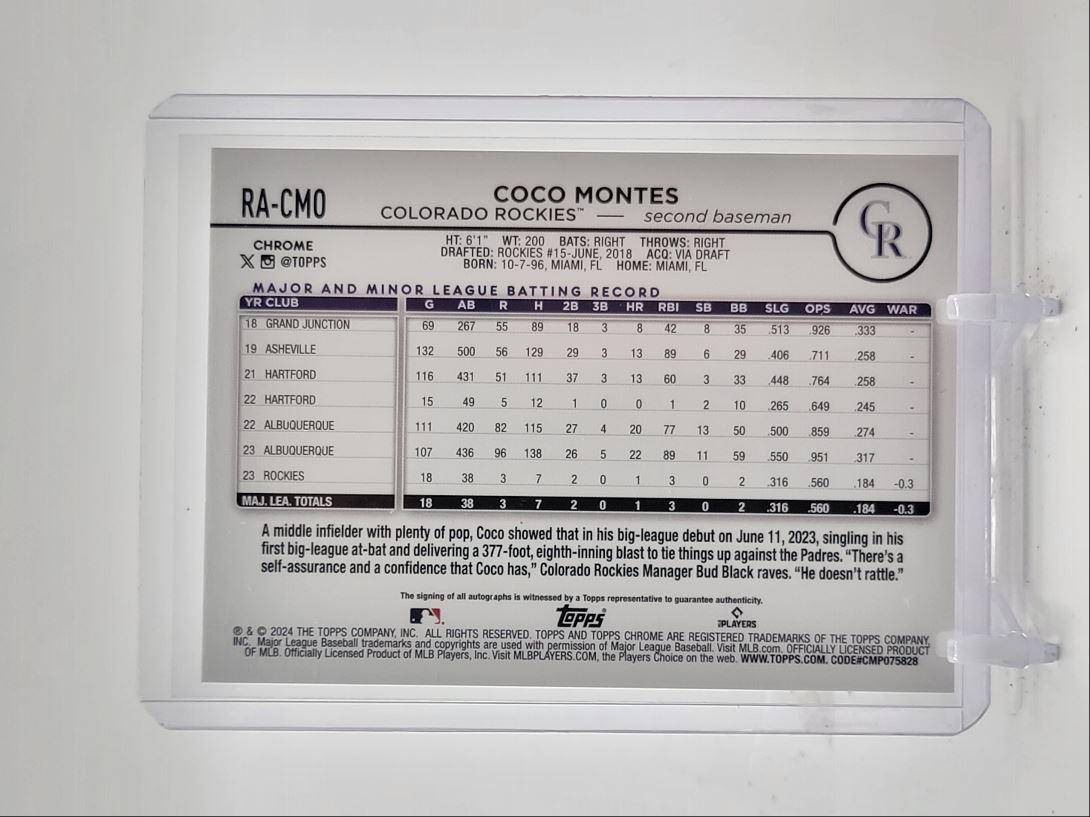 RA-CMO
COCO MONTES
COLORADO ROCKIES™ — second baseman
CR
CHROME
X @TOPPS
HT: 6'1" WT: 200 BATS: RIGHT THROWS: RIGHT
DRAFTED: ROCKIES #15-JUNE, 2018 ACQ: VIA DRAFT
BORN: 10-7-96, MIAMI, FL HOME: MIAMI, FL
MAJOR AND MINOR LEAGUE BATTING RECORD
YR CLUB G AB R H 2B 3B HR RBI SB BB SLG OPS AVG WAR
18 GRAND JUNCTION 69 267 55 89 18 3 8 42 8 35 .513 .926 .333 -
19 ASHEVILLE 132 500 56 129 29 3 13 89 6 29 .406 .711 .258 -
21 HARTFORD 116 431 51 111 37 3 13 60 3 33 .448 .764 .258 -
22 HARTFORD 15 49 5 12 1 0 0 1 2 10 .265 .649 .245 -
22 ALBUQUERQUE 111 420 82 115 27 4 20 77 13 50 .500 .859 .274 -
23 ALBUQUERQUE 107 436 96 138 26 5 22 89 11 59 .550 .951 .317 -
23 ROCKIES 18 38 3 7 2 0 1 3 0 2 .316 .560 .184 -0.3
MAJ. LEA. TOTALS 18 38 3 7 2 0 1 3 0 2 .316 .560 .184 -0.3
A middle infielder with plenty of pop, Coco showed that in his big-league debut on June 11, 2023, singling in his
first big-league at-bat and delivering a 377-foot, eighth-inning blast to tie things up against the Padres. “There’s a
self-assurance and a confidence that Coco has,” Colorado Rockies Manager Bud Black raves. “He doesn’t rattle.”
The signing of all autographs is witnessed by a Topps representative to guarantee authenticity.
Topps®
PLAYERS
® & © 2024 THE TOPPS COMPANY, INC. ALL RIGHTS RESERVED. TOPPS AND TOPPS CHROME ARE REGISTERED TRADEMARKS OF THE TOPPS COMPANY,
INC. Major League Baseball trademarks and copyrights are used with permission of Major League Baseball. Visit MLB.com. OFFICIALLY LICENSED PRODUCT
OF MLB. Officially Licensed Product of MLB Players, Inc. Visit MLBPLAYERS.COM, the Players Choice on the web. WWW.TOPPS.COM. CODE#CMP075828